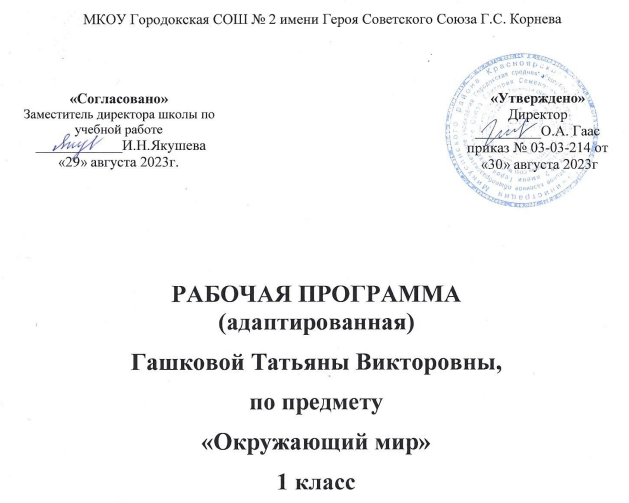 МКОУ Городокская СОШ № 2 имени Героя Советского Союза Г.С. Корнева
«Согласовано»
Заместитель директора школы по
учебной работе
____________И.Н.Якушева
«29» августа 2023г.
«Утверждено»
Директор
__________О.А. Гаас
приказ № 03-03-214 от
«30» августа 2023г
РАБОЧАЯ ПРОГРАММА
(адаптированная)
Гашковой Татьяны Викторовны,
по предмету
«Окружающий мир»
1 класс